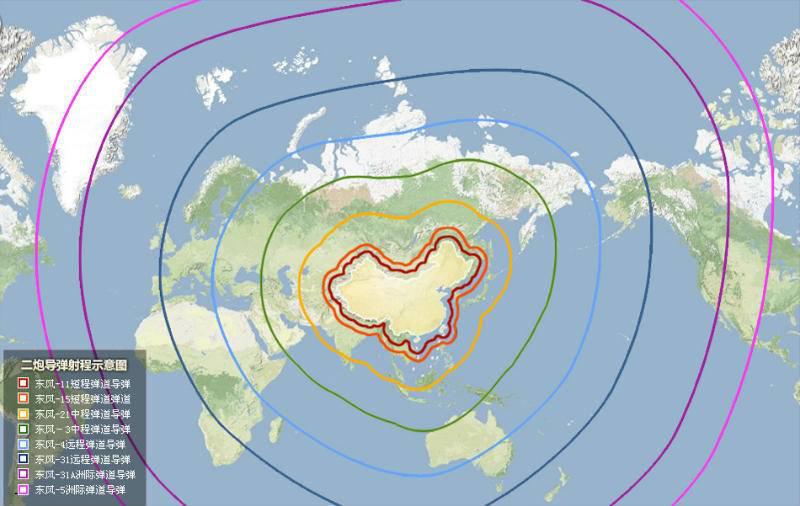 二炮导弹射程示意图
东风-11短程弹道导弹
东风-15短程弹道弹道
东风-21中程弹道导弹
东风-3中程弹道导弹
东风-4远程弹道导弹
东风-31远程弹道导弹
东风-31A洲际弹道导弹
东风-5洲际弹道导弹